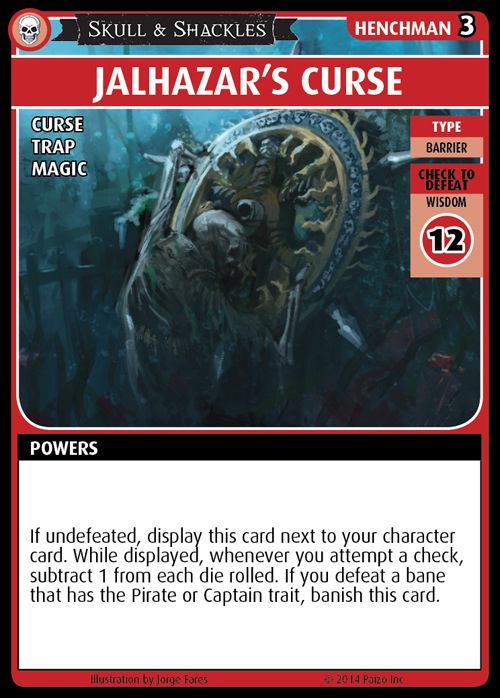 SKULL & SHACKLES
HENCHMAN 3
JALHAZAR'S CURSE
CURSE
TRAP
MAGIC
TYPE
BARRIER
CHECK TO
DEFEAT
WISDOM
12
POWERS
If undefeated, display this card next to your character
card. While displayed, whenever you attempt a check,
subtract 1 from each die rolled. If you defeat a bane
that has the Pirate or Captain trait, banish this card.
Illustration by Jorge Fares
© 2014 Paizo Inc